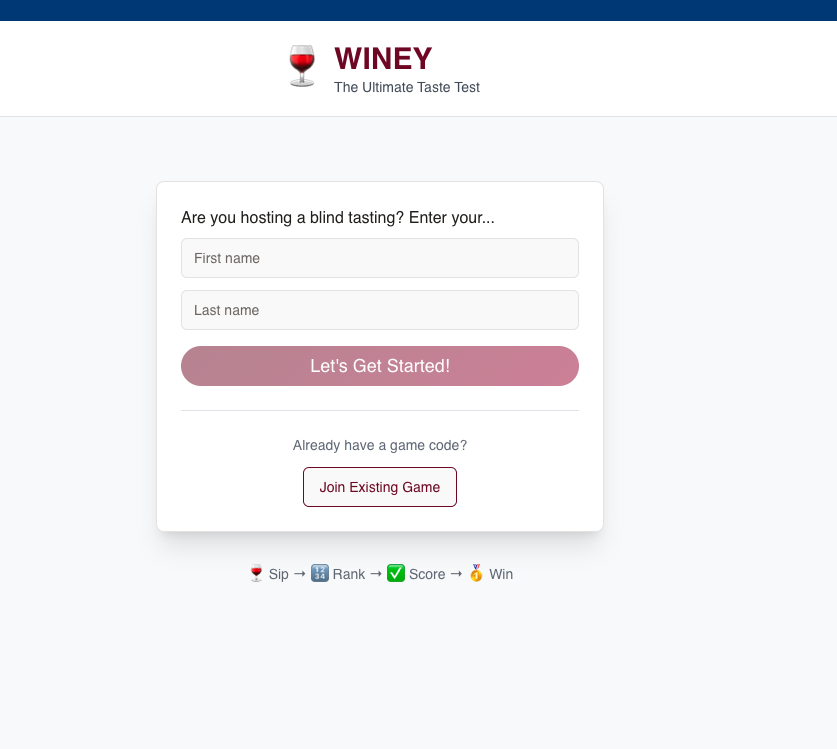 WINEY
The Ultimate Taste Test
Are you hosting a blind tasting? Enter your...
First name
Last name
Let's Get Started!
Already have a game code?
Join Existing Game
🍷 Sip → 🔢 Rank → ✅ Score → 🥇 Win